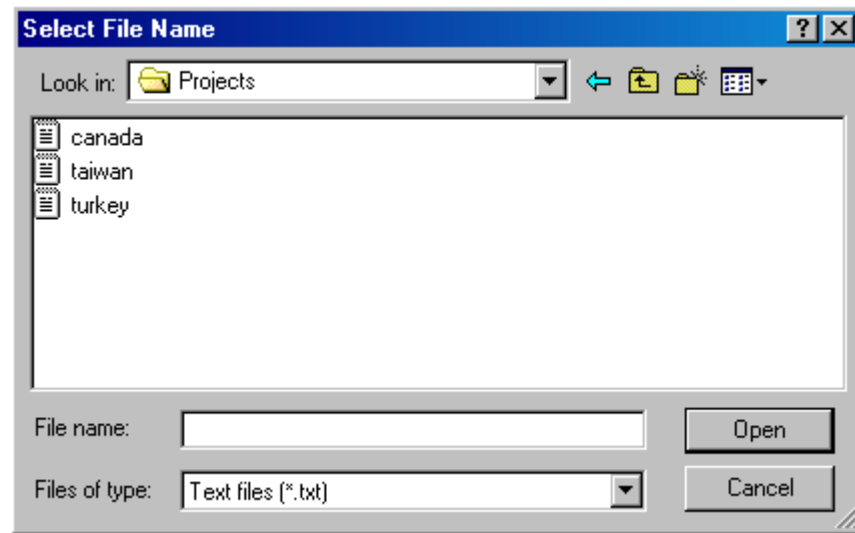 Select File Name
Look in: Projects
canada
taiwan
turkey
File name:
Open
Files of type: Text files (*.txt)
Cancel